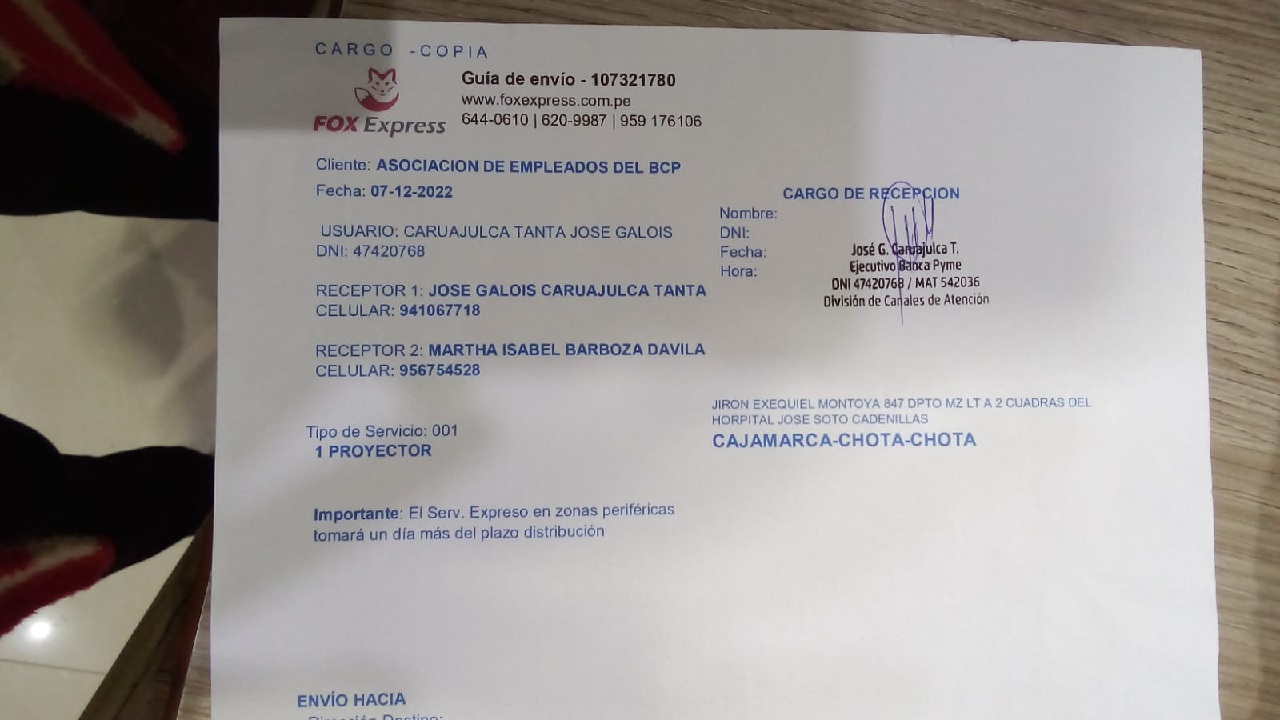 CARGO -COPIA
FOX Express
Guía de envío - 107321780
www.foxexpress.com.pe
644-0610 | 620-9987 | 959 176106
Cliente: ASOCIACION DE EMPLEADOS DEL BCP
Fecha: 07-12-2022
USUARIO: CARUAJULCA TANTA JOSE GALOIS
DNI: 47420768
RECEPTOR 1: JOSE GALOIS CARUAJULCA TANTA
CELULAR: 941067718
RECEPTOR 2: MARTHA ISABEL BARBOZA DAVILA
CELULAR: 956754528
CARGO DE RECEPCION
Nombre:
DNI:
Fecha:
Hora:
José G. Caruajulca T.
Ejecutivo Banca Pyme
DNI 47420768 / MAT 542036
División de Canales de Atención
JIRON EXEQUIEL MONTOYA 847 DPTO MZ LT A 2 CUADRAS DEL
HORPITAL JOSE SOTO CADENILLAS
CAJAMARCA-CHOTA-CHOTA
Tipo de Servicio: 001
1 PROYECTOR
Importante: El Serv. Expreso en zonas periféricas
tomará un día más del plazo distribución
ENVÍO HACIA
Dirección Destino: